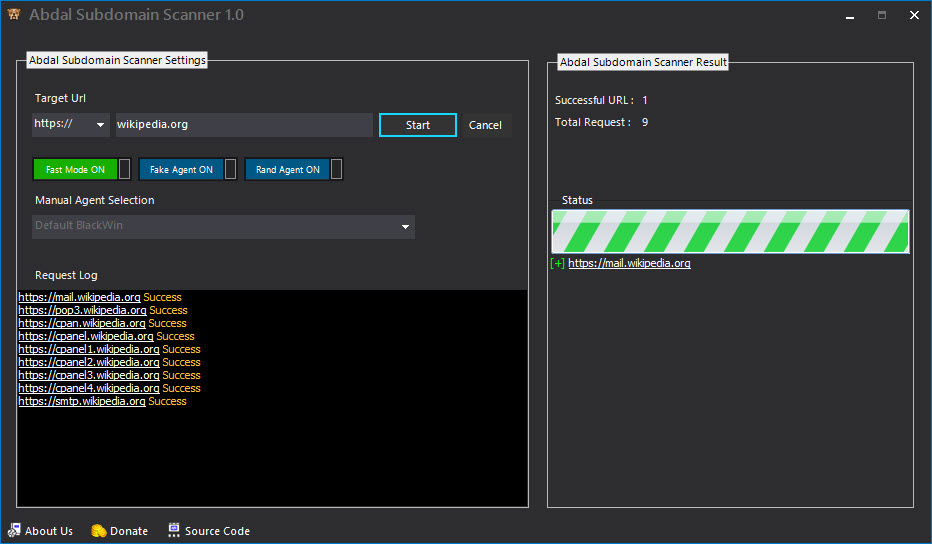 Abdal Subdomain Scanner 1.0
Abdal Subdomain Scanner Settings
Target Url
https://
wikipedia.org
Start
Cancel
Fast Mode ON
Fake Agent ON
Rand Agent ON
Manual Agent Selection
Default BlackWin
Request Log
https://mail.wikipedia.org Success
https://pop3.wikipedia.org Success
https://cpan.wikipedia.org Success
https://cpanel.wikipedia.org Success
https://cpanel1.wikipedia.org Success
https://cpanel2.wikipedia.org Success
https://cpanel3.wikipedia.org Success
https://cpanel4.wikipedia.org Success
https://smtp.wikipedia.org Success
Abdal Subdomain Scanner Result
Successful URL : 1
Total Request : 9
Status
[+] https://mail.wikipedia.org
About Us
Donate
Source Code